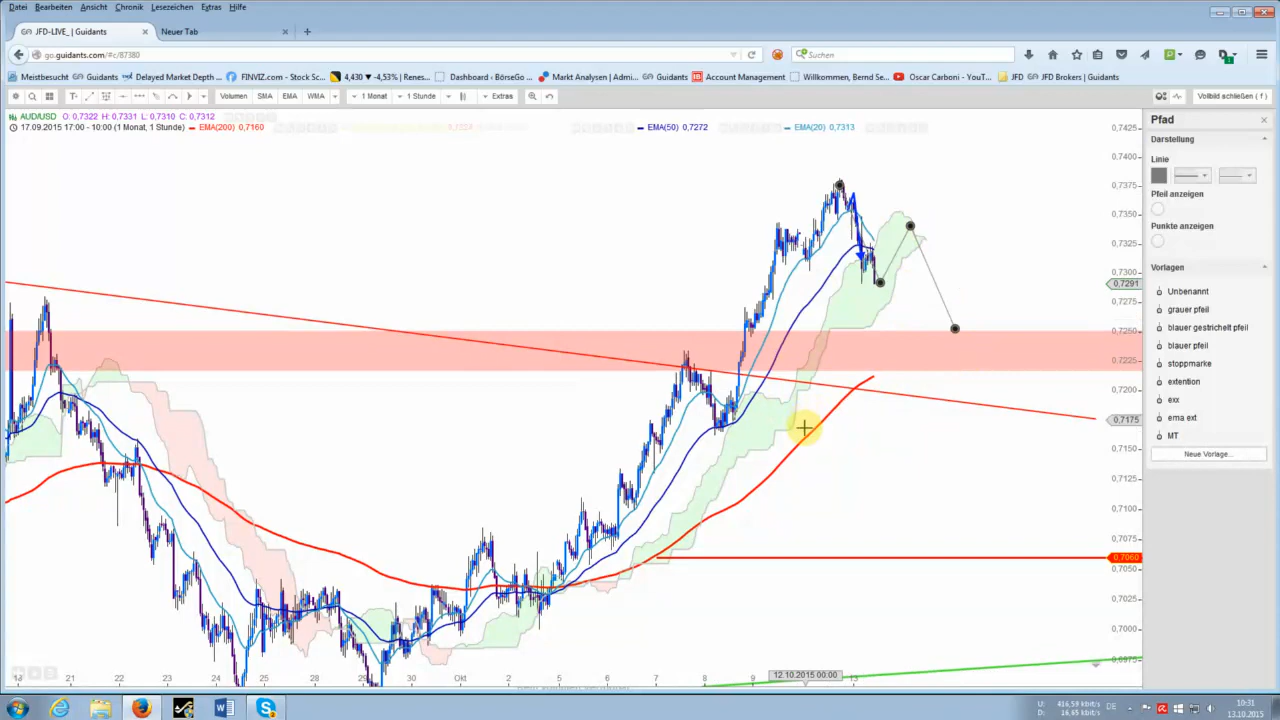 Datei Bearbeiten Ansicht Chronik Lesezeichen Extras Hilfe
JFD-LIVE_ | Guidants × Neuer Tab × +
go.guidants.com/#c/87380 Suchen
Meistbesucht Guidants Delayed Market Depth ... FINVIZ.com - Stock Sc... 4,430 ▼ -4,53% | Renes... Dashboard - BörseGo ... Markt Analysen | Admi... Guidants Account Management Willkommen, Bernd Se... Oscar Carboni - YouT... JFD JFD Brokers | Guidants
Volumen SMA EMA WMA 1 Monat 1 Stunde Extras Vollbild schließen ( f )
AUD/USD O: 0,7322 H: 0,7331 L: 0,7310 C: 0,7312
17.09.2015 17:00 - 10:00 (1 Monat, 1 Stunde) EMA(200) 0,7160 EMA(50) 0,7272 EMA(20) 0,7313
0,7425
0,7400
0,7375
0,7350
0,7325
0,7300
0,7291
0,7275
0,7250
0,7225
0,7200
0,7175
0,7150
0,7125
0,7100
0,7075
0,7060
0,7050
0,7025
0,7000
0,6975
18 21 22 23 24 25 28 29 30 Okt 2 5 6 7 8 9 12.10.2015 00:00 13
Pfad
Darstellung
Linie
Pfeil anzeigen
Punkte anzeigen
Vorlagen
Unbenannt
grauer pfeil
blauer gestrichelt pfeil
blauer pfeil
stoppmarke
extention
exx
ema ext
MT
Neue Vorlage...
U: 416,59 kbit/s DE 10:31
D: 16,65 kbit/s 13.10.2015